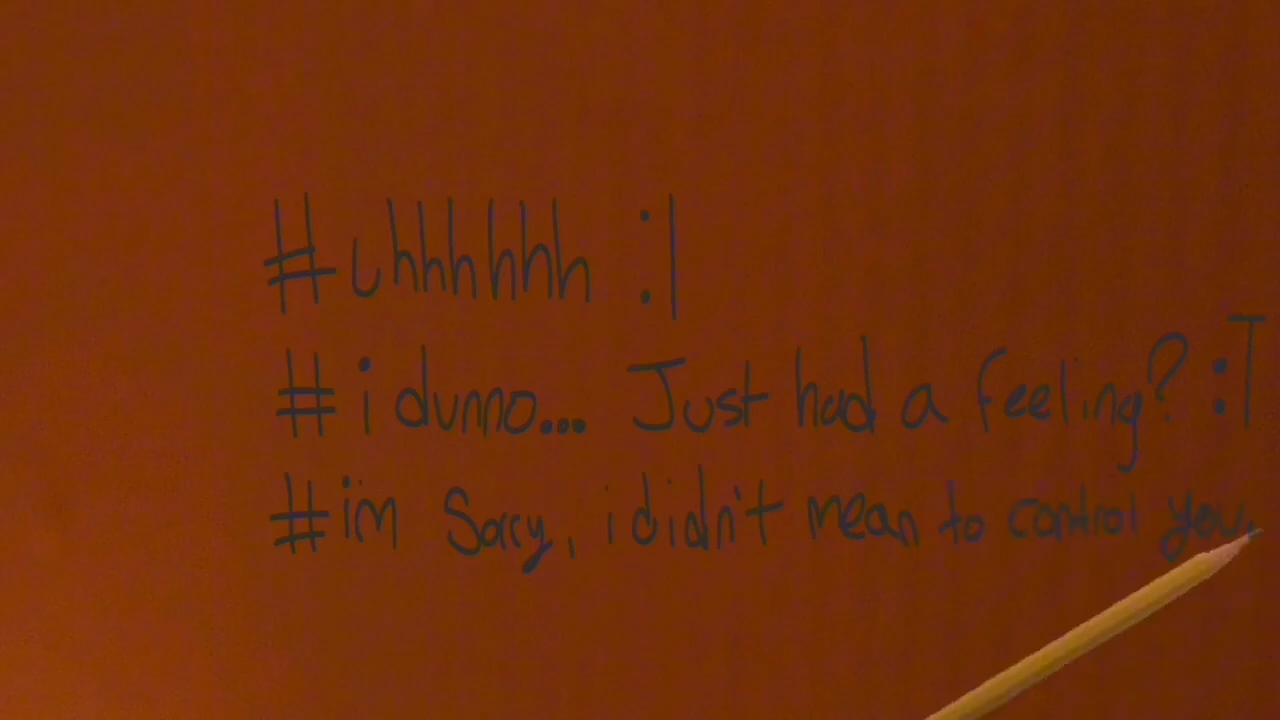 #uhhhhhh :|
#i dunno... Just had a feeling? :T
#im Sorry, i didn't mean to control you.